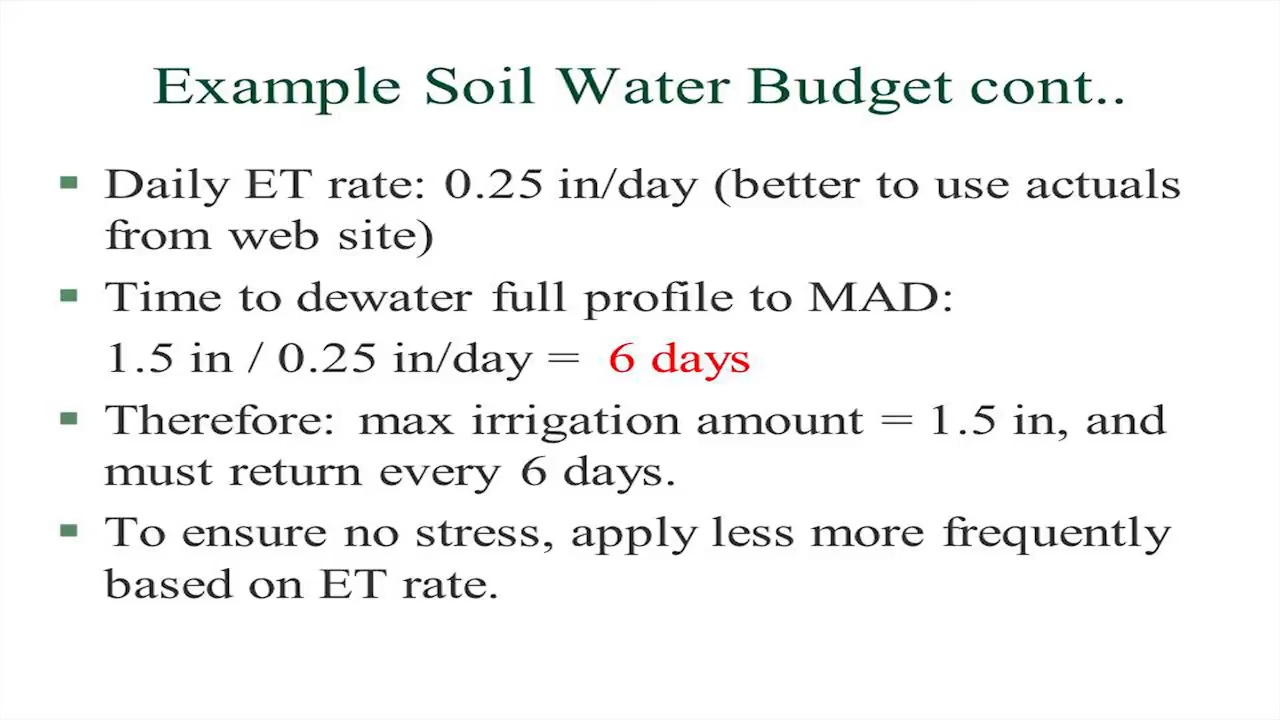 Example Soil Water Budget cont..
▪ Daily ET rate: 0.25 in/day (better to use actuals
from web site)
▪ Time to dewater full profile to MAD:
1.5 in / 0.25 in/day = 6 days
▪ Therefore: max irrigation amount = 1.5 in, and
must return every 6 days.
▪ To ensure no stress, apply less more frequently
based on ET rate.